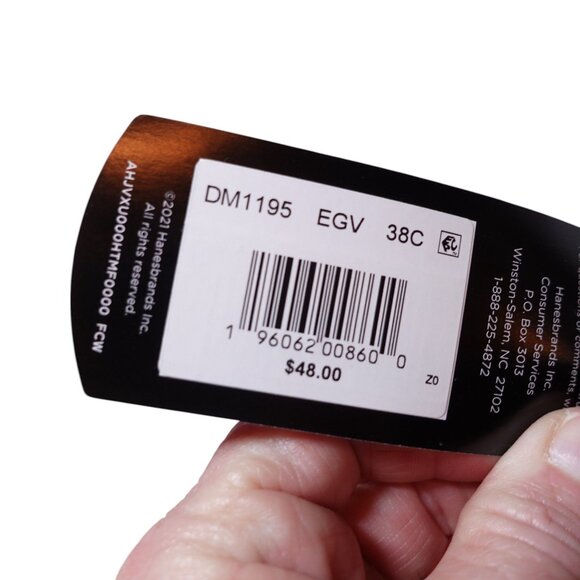 DM1195 EGV 38C
1 96062 00860 0
$48.00
Z0
©2021 Hanesbrands Inc.
All rights reserved.
AHJVXU000HTMF0000 FCW
comments, w
Hanesbrands Inc.
Consumer Services
P.O. Box 3013
Winston-Salem, NC 27102
1-888-225-4872